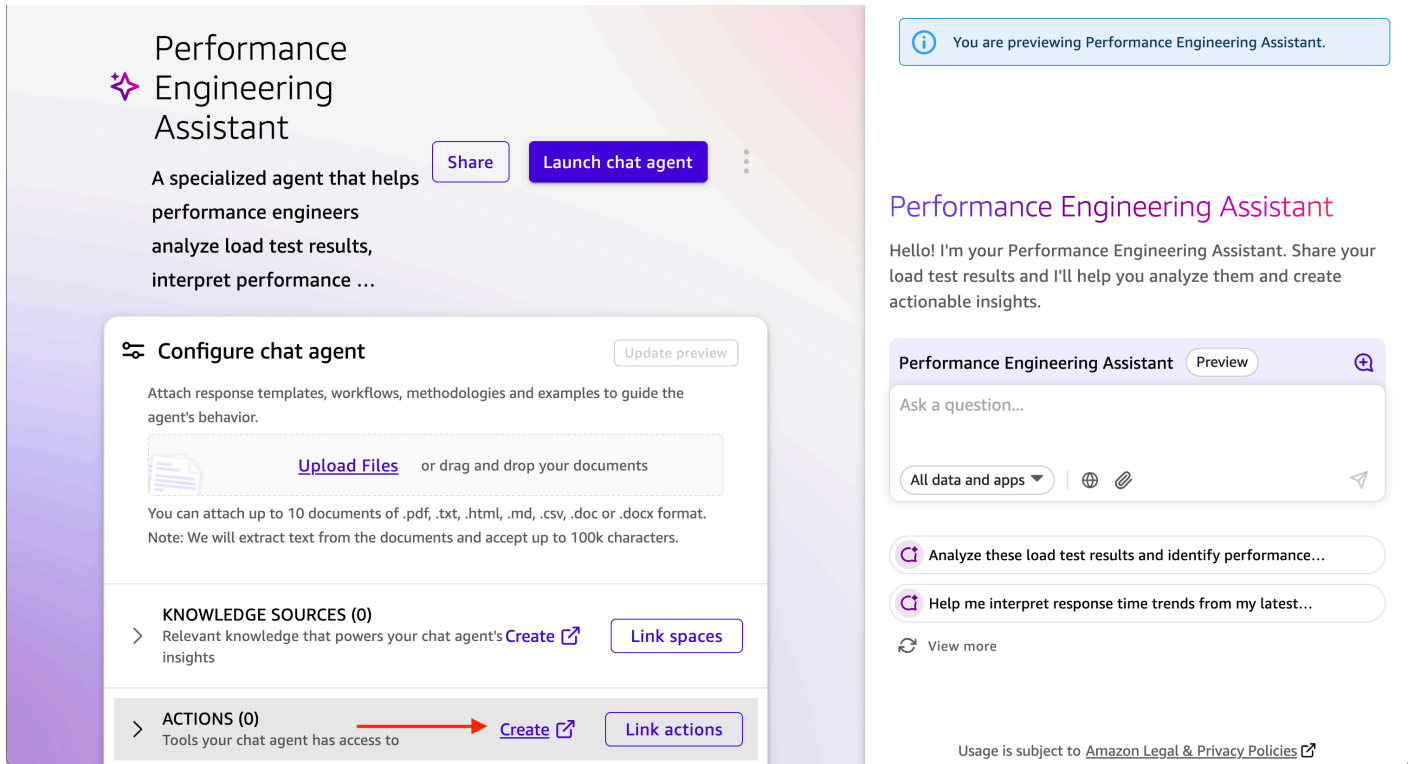 Performance
Engineering
Assistant
A specialized agent that helps
performance engineers
analyze load test results,
interpret performance ...
Share
Launch chat agent
Configure chat agent
Update preview
Attach response templates, workflows, methodologies and examples to guide the
agent's behavior.
Upload Files or drag and drop your documents
You can attach up to 10 documents of .pdf, .txt, .html, .md, .csv, .doc or .docx format.
Note: We will extract text from the documents and accept up to 100k characters.
KNOWLEDGE SOURCES (0)
Relevant knowledge that powers your chat agent's
insights
Create
Link spaces
ACTIONS (0)
Tools your chat agent has access to
Create
Link actions
You are previewing Performance Engineering Assistant.
Performance Engineering Assistant
Hello! I'm your Performance Engineering Assistant. Share your
load test results and I'll help you analyze them and create
actionable insights.
Performance Engineering Assistant Preview
Ask a question...
All data and apps
Analyze these load test results and identify performance...
Help me interpret response time trends from my latest...
View more
Usage is subject to Amazon Legal & Privacy Policies